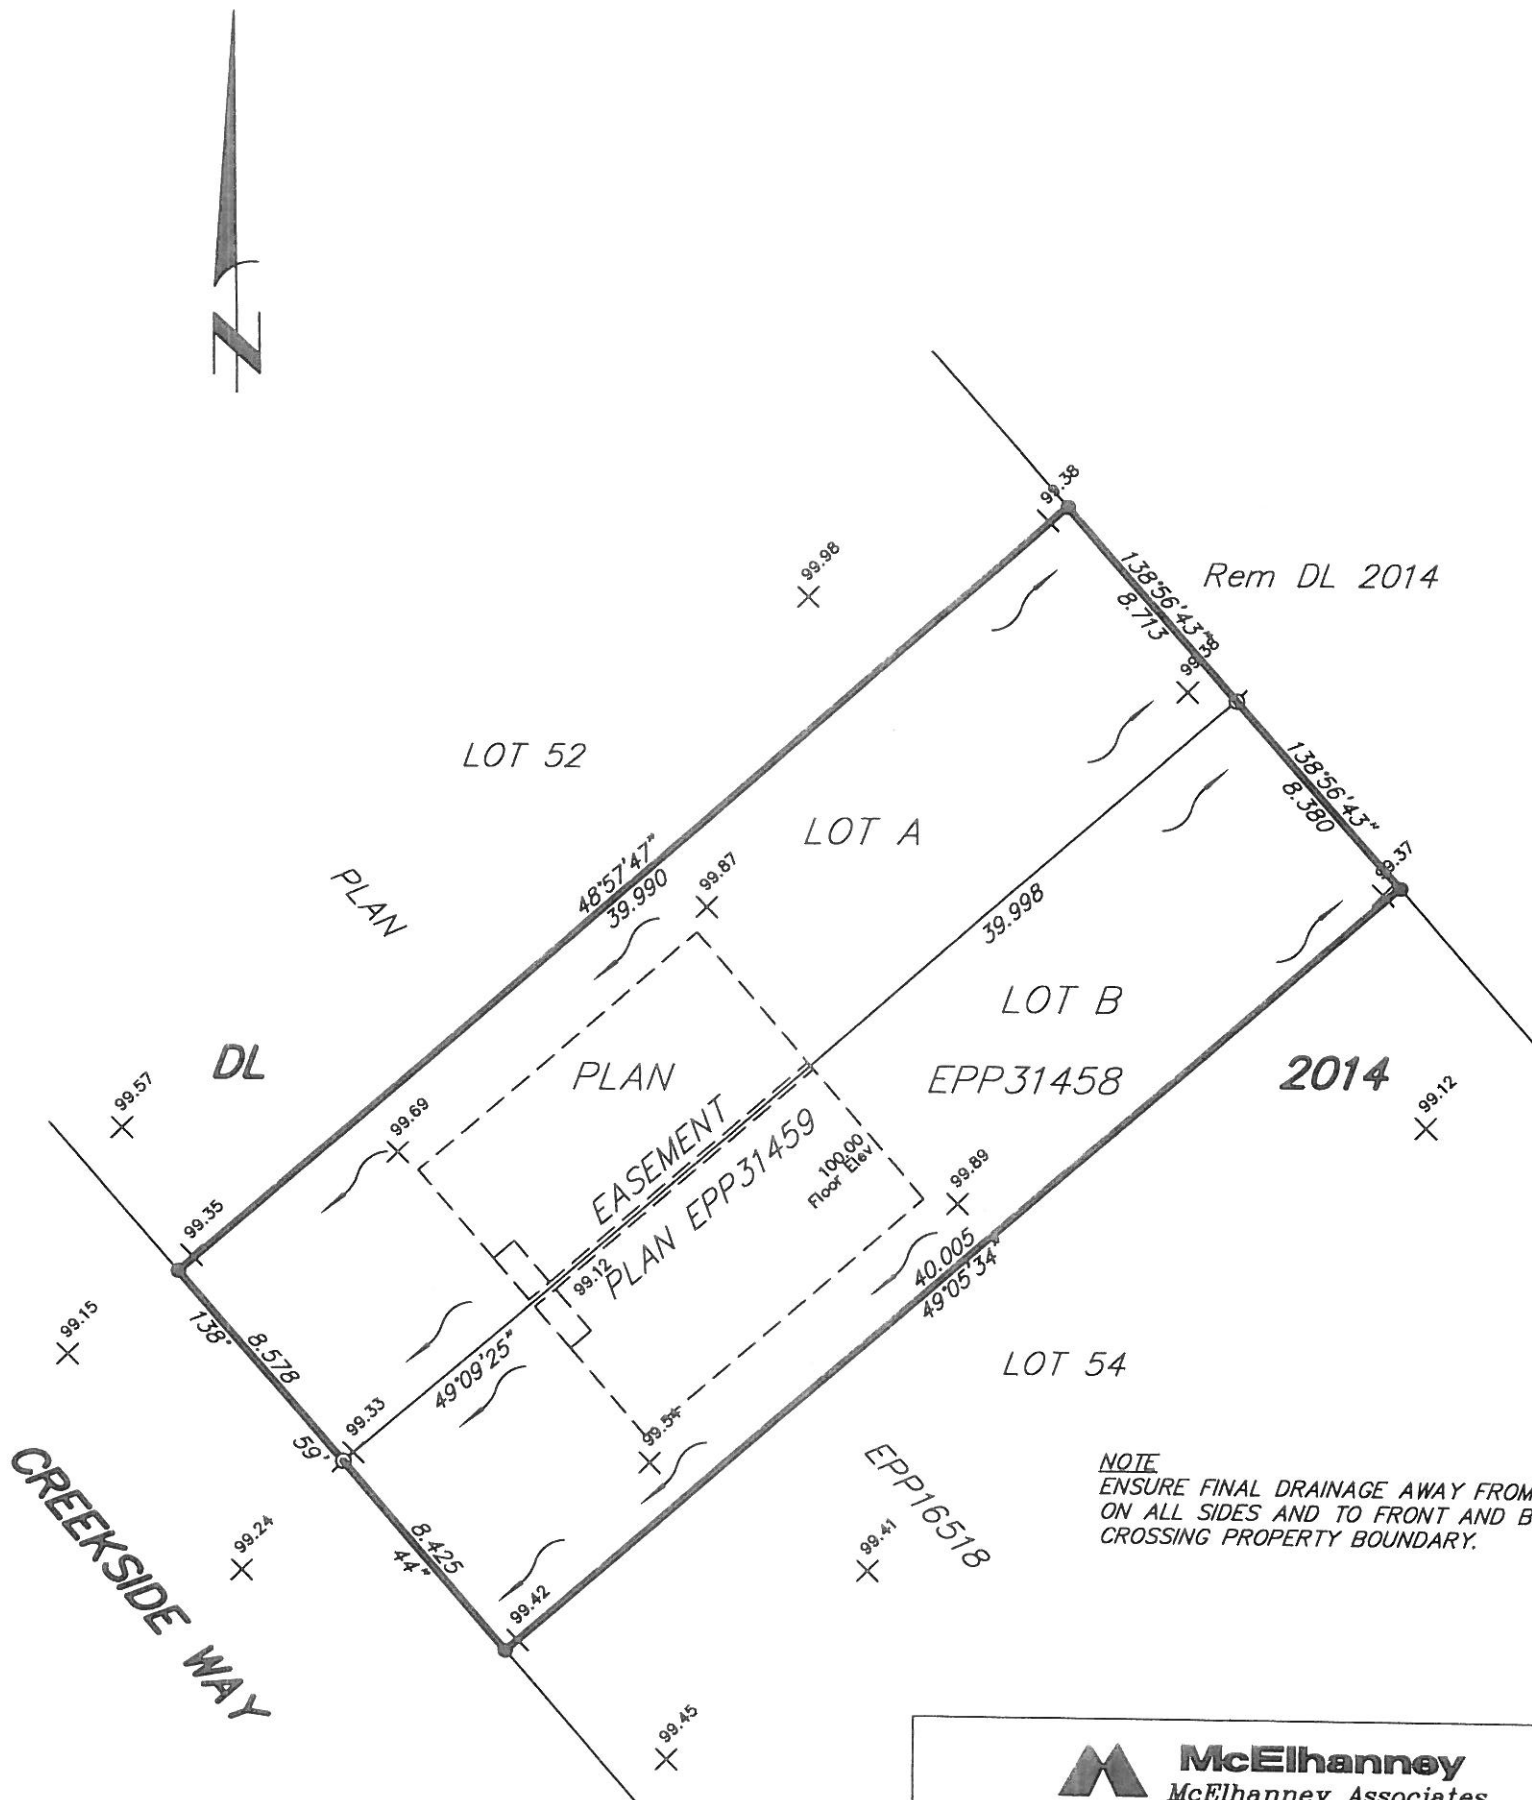 N
99.38
138°56'43"
8.713
Rem DL 2014
99.98
99.38
LOT 52
138°56'43"
8.380
LOT A
99.37
48°57'47"
39.990
99.87
PLAN
39.998
LOT B
DL
PLAN
EPP31458
2014
99.57
99.69
99.12
EASEMENT
PLAN EPP31459
100.00
Floor Elev
99.89
99.35
40.005
49°05'34"
99.12
99.15
138°
8.578
59'
49°09'25"
LOT 54
99.33
99.54
CREEKSIDE WAY
8.425
44"
99.24
EPP16518
99.41
NOTE
ENSURE FINAL DRAINAGE AWAY FROM
ON ALL SIDES AND TO FRONT AND B
CROSSING PROPERTY BOUNDARY.
99.42
99.45
McElhanney
McElhanney Associates